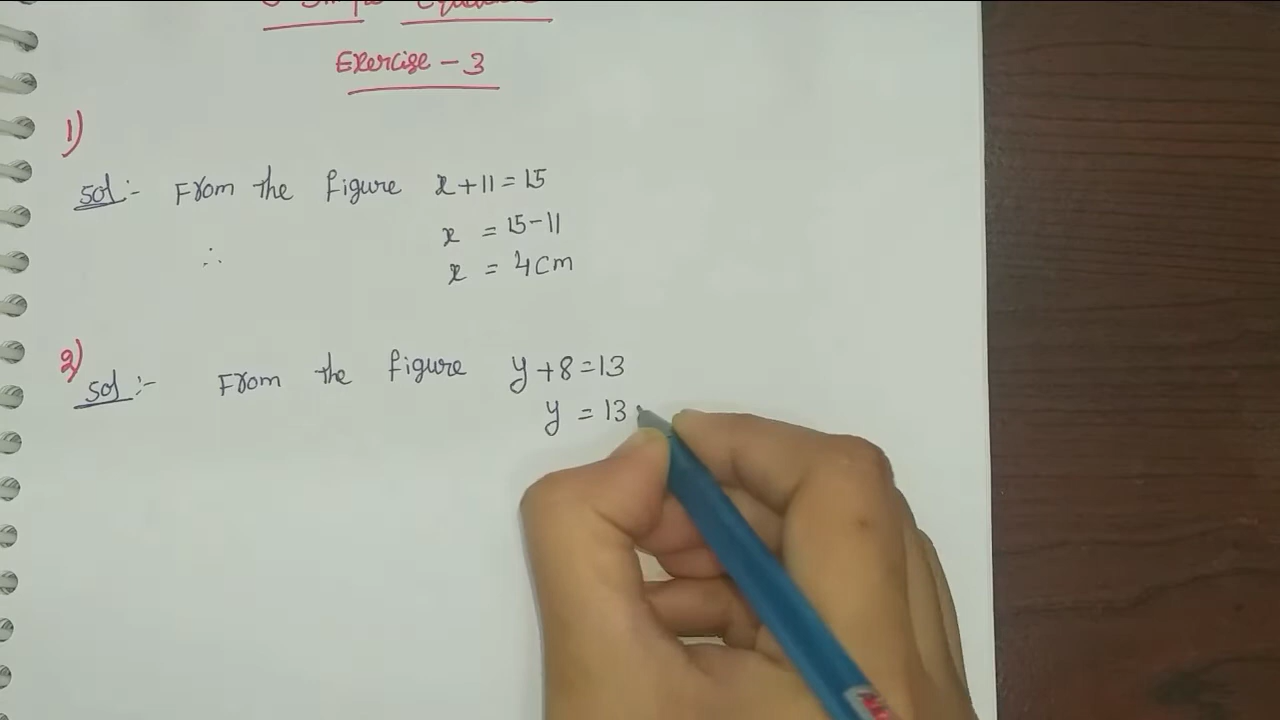 Exercise - 3
1)
Sol:- From the figure x+11=15
x = 15-11
∴
x = 4cm
2)
Sol:- From the figure y+8=13
y = 13